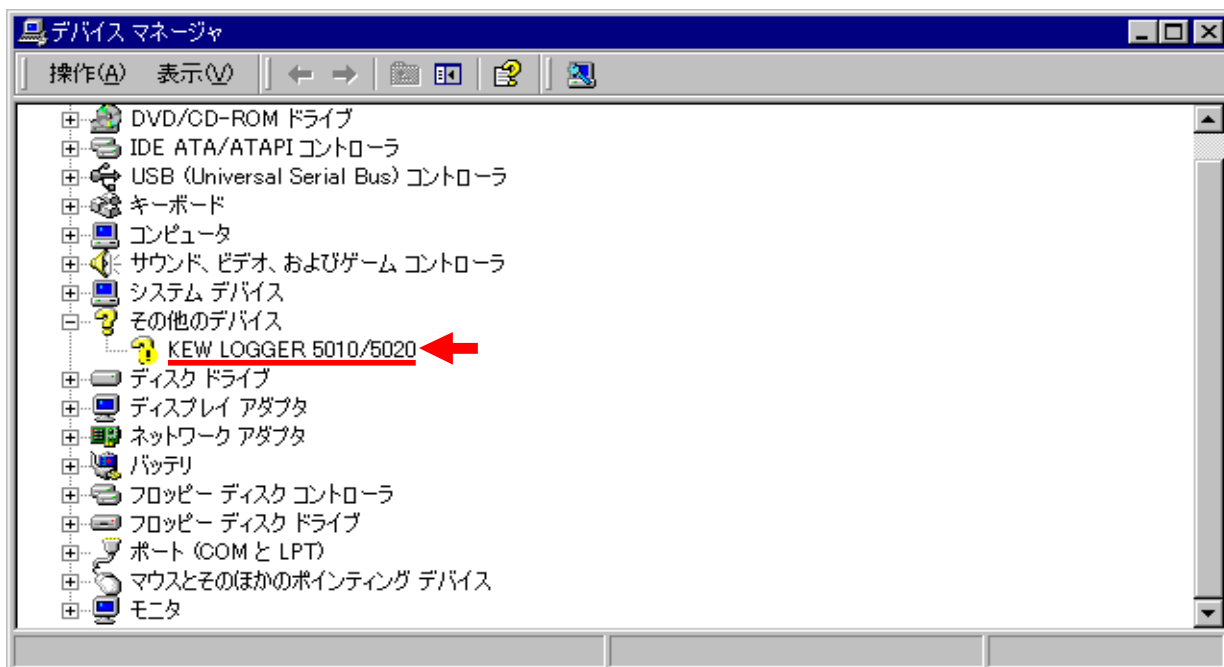 デバイス マネージャ
操作(A) 表示(V)
DVD/CD-ROM ドライブ
IDE ATA/ATAPI コントローラ
USB (Universal Serial Bus) コントローラ
キーボード
コンピュータ
サウンド、ビデオ、およびゲーム コントローラ
システム デバイス
その他のデバイス
KEW LOGGER 5010/5020
ディスク ドライブ
ディスプレイ アダプタ
ネットワーク アダプタ
バッテリ
フロッピー ディスク コントローラ
フロッピー ディスク ドライブ
ポート (COM と LPT)
マウスとそのほかのポインティング デバイス
モニタ